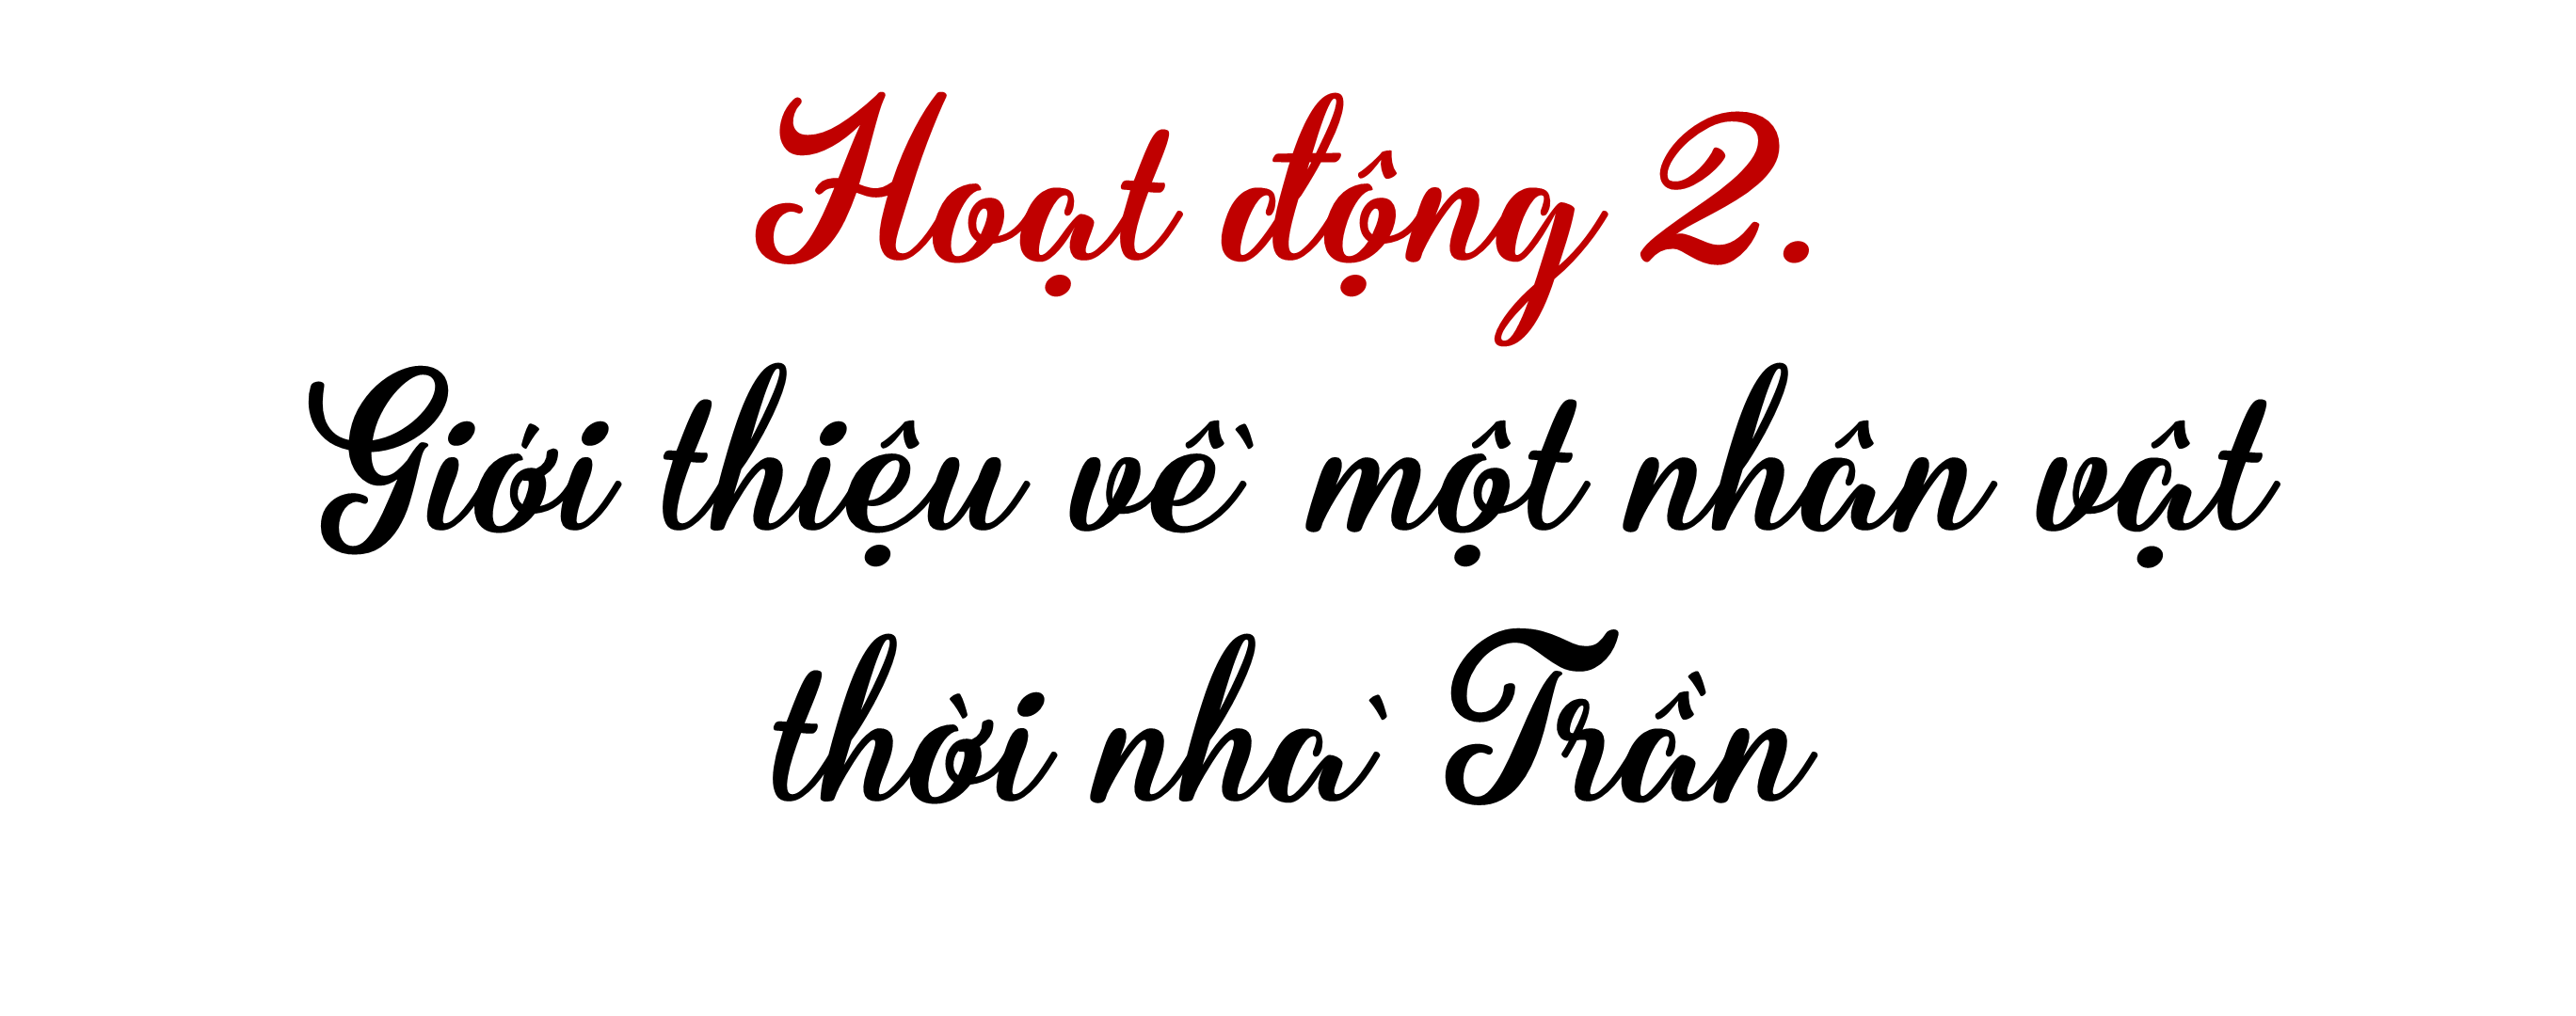 Hoạt động 2.
Giới thiệu về một nhân vật
thời nhà Trần